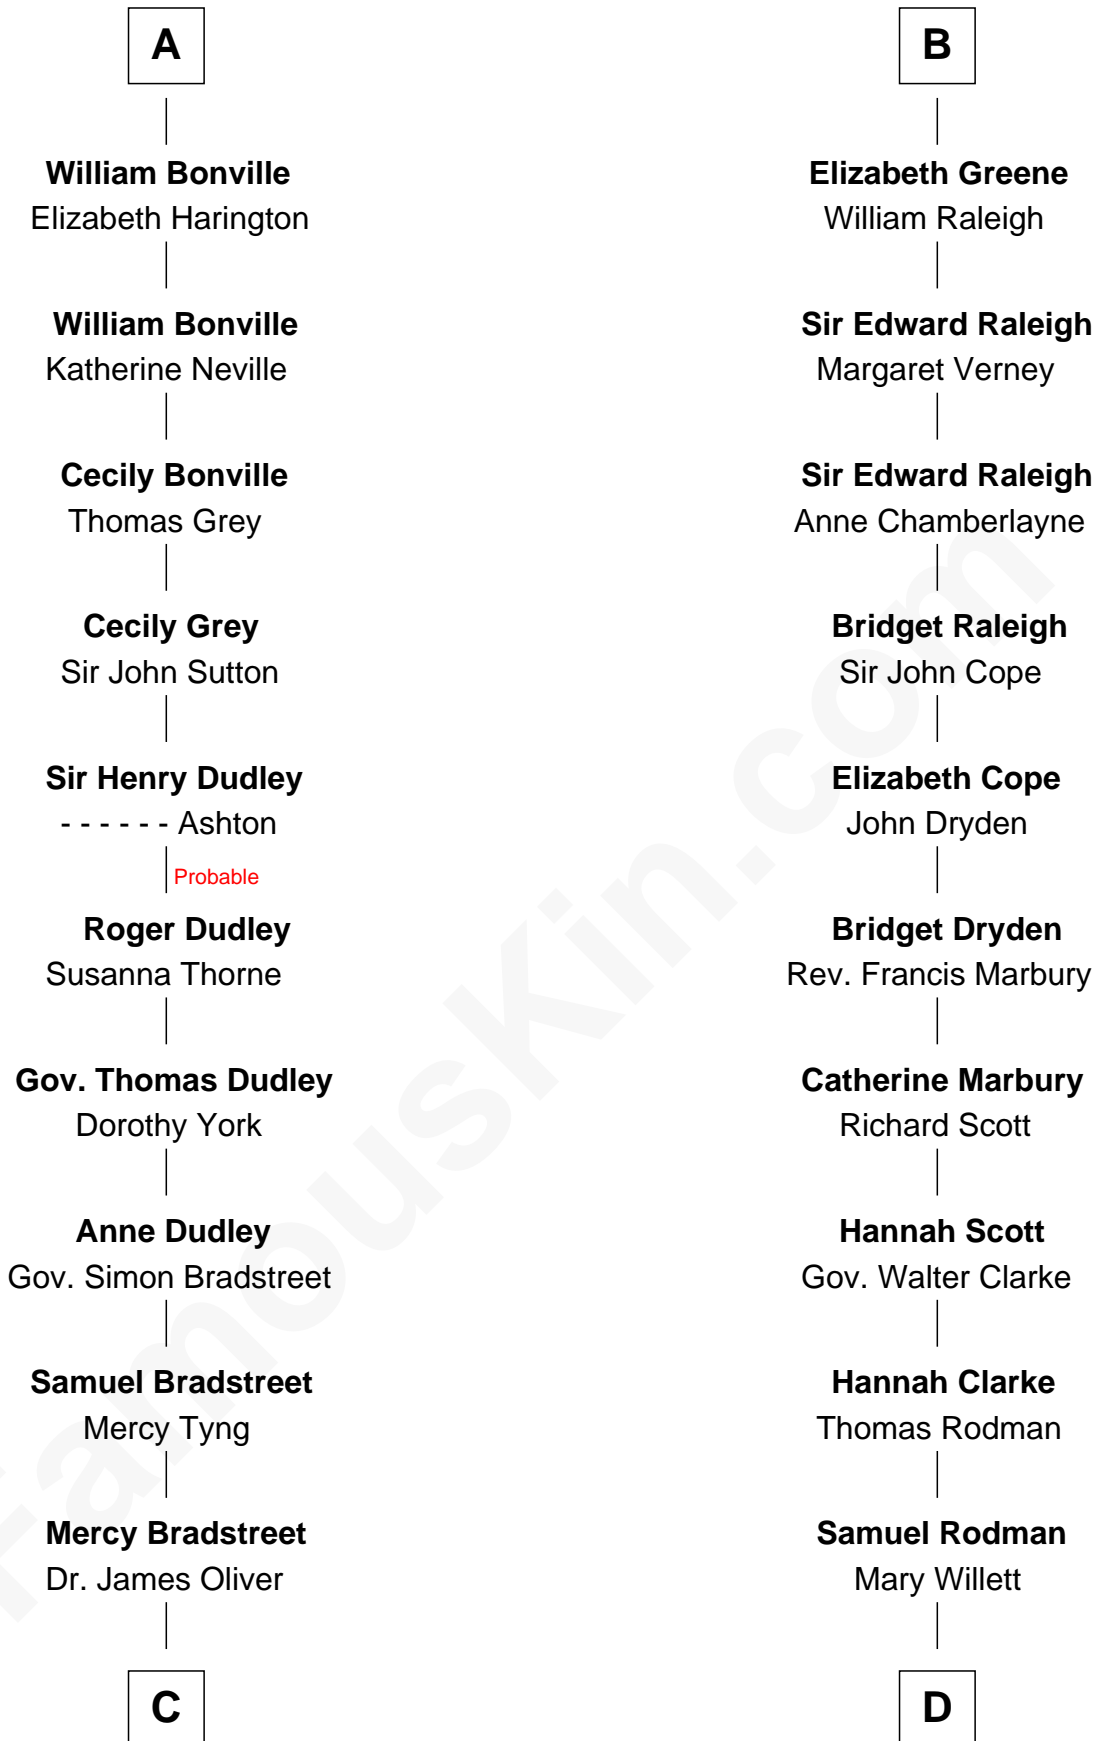 A
William Bonville
Elizabeth Harington
William Bonville
Katherine Neville
Cecily Bonville
Thomas Grey
Cecily Grey
Sir John Sutton
Sir Henry Dudley
- - - - - - Ashton
Probable
Roger Dudley
Susanna Thorne
Gov. Thomas Dudley
Dorothy York
Anne Dudley
Gov. Simon Bradstreet
Samuel Bradstreet
Mercy Tyng
Mercy Bradstreet
Dr. James Oliver
C
B
Elizabeth Greene
William Raleigh
Sir Edward Raleigh
Margaret Verney
Sir Edward Raleigh
Anne Chamberlayne
Bridget Raleigh
Sir John Cope
Elizabeth Cope
John Dryden
Bridget Dryden
Rev. Francis Marbury
Catherine Marbury
Richard Scott
Hannah Scott
Gov. Walter Clarke
Hannah Clarke
Thomas Rodman
Samuel Rodman
Mary Willett
D
FamousKin.com